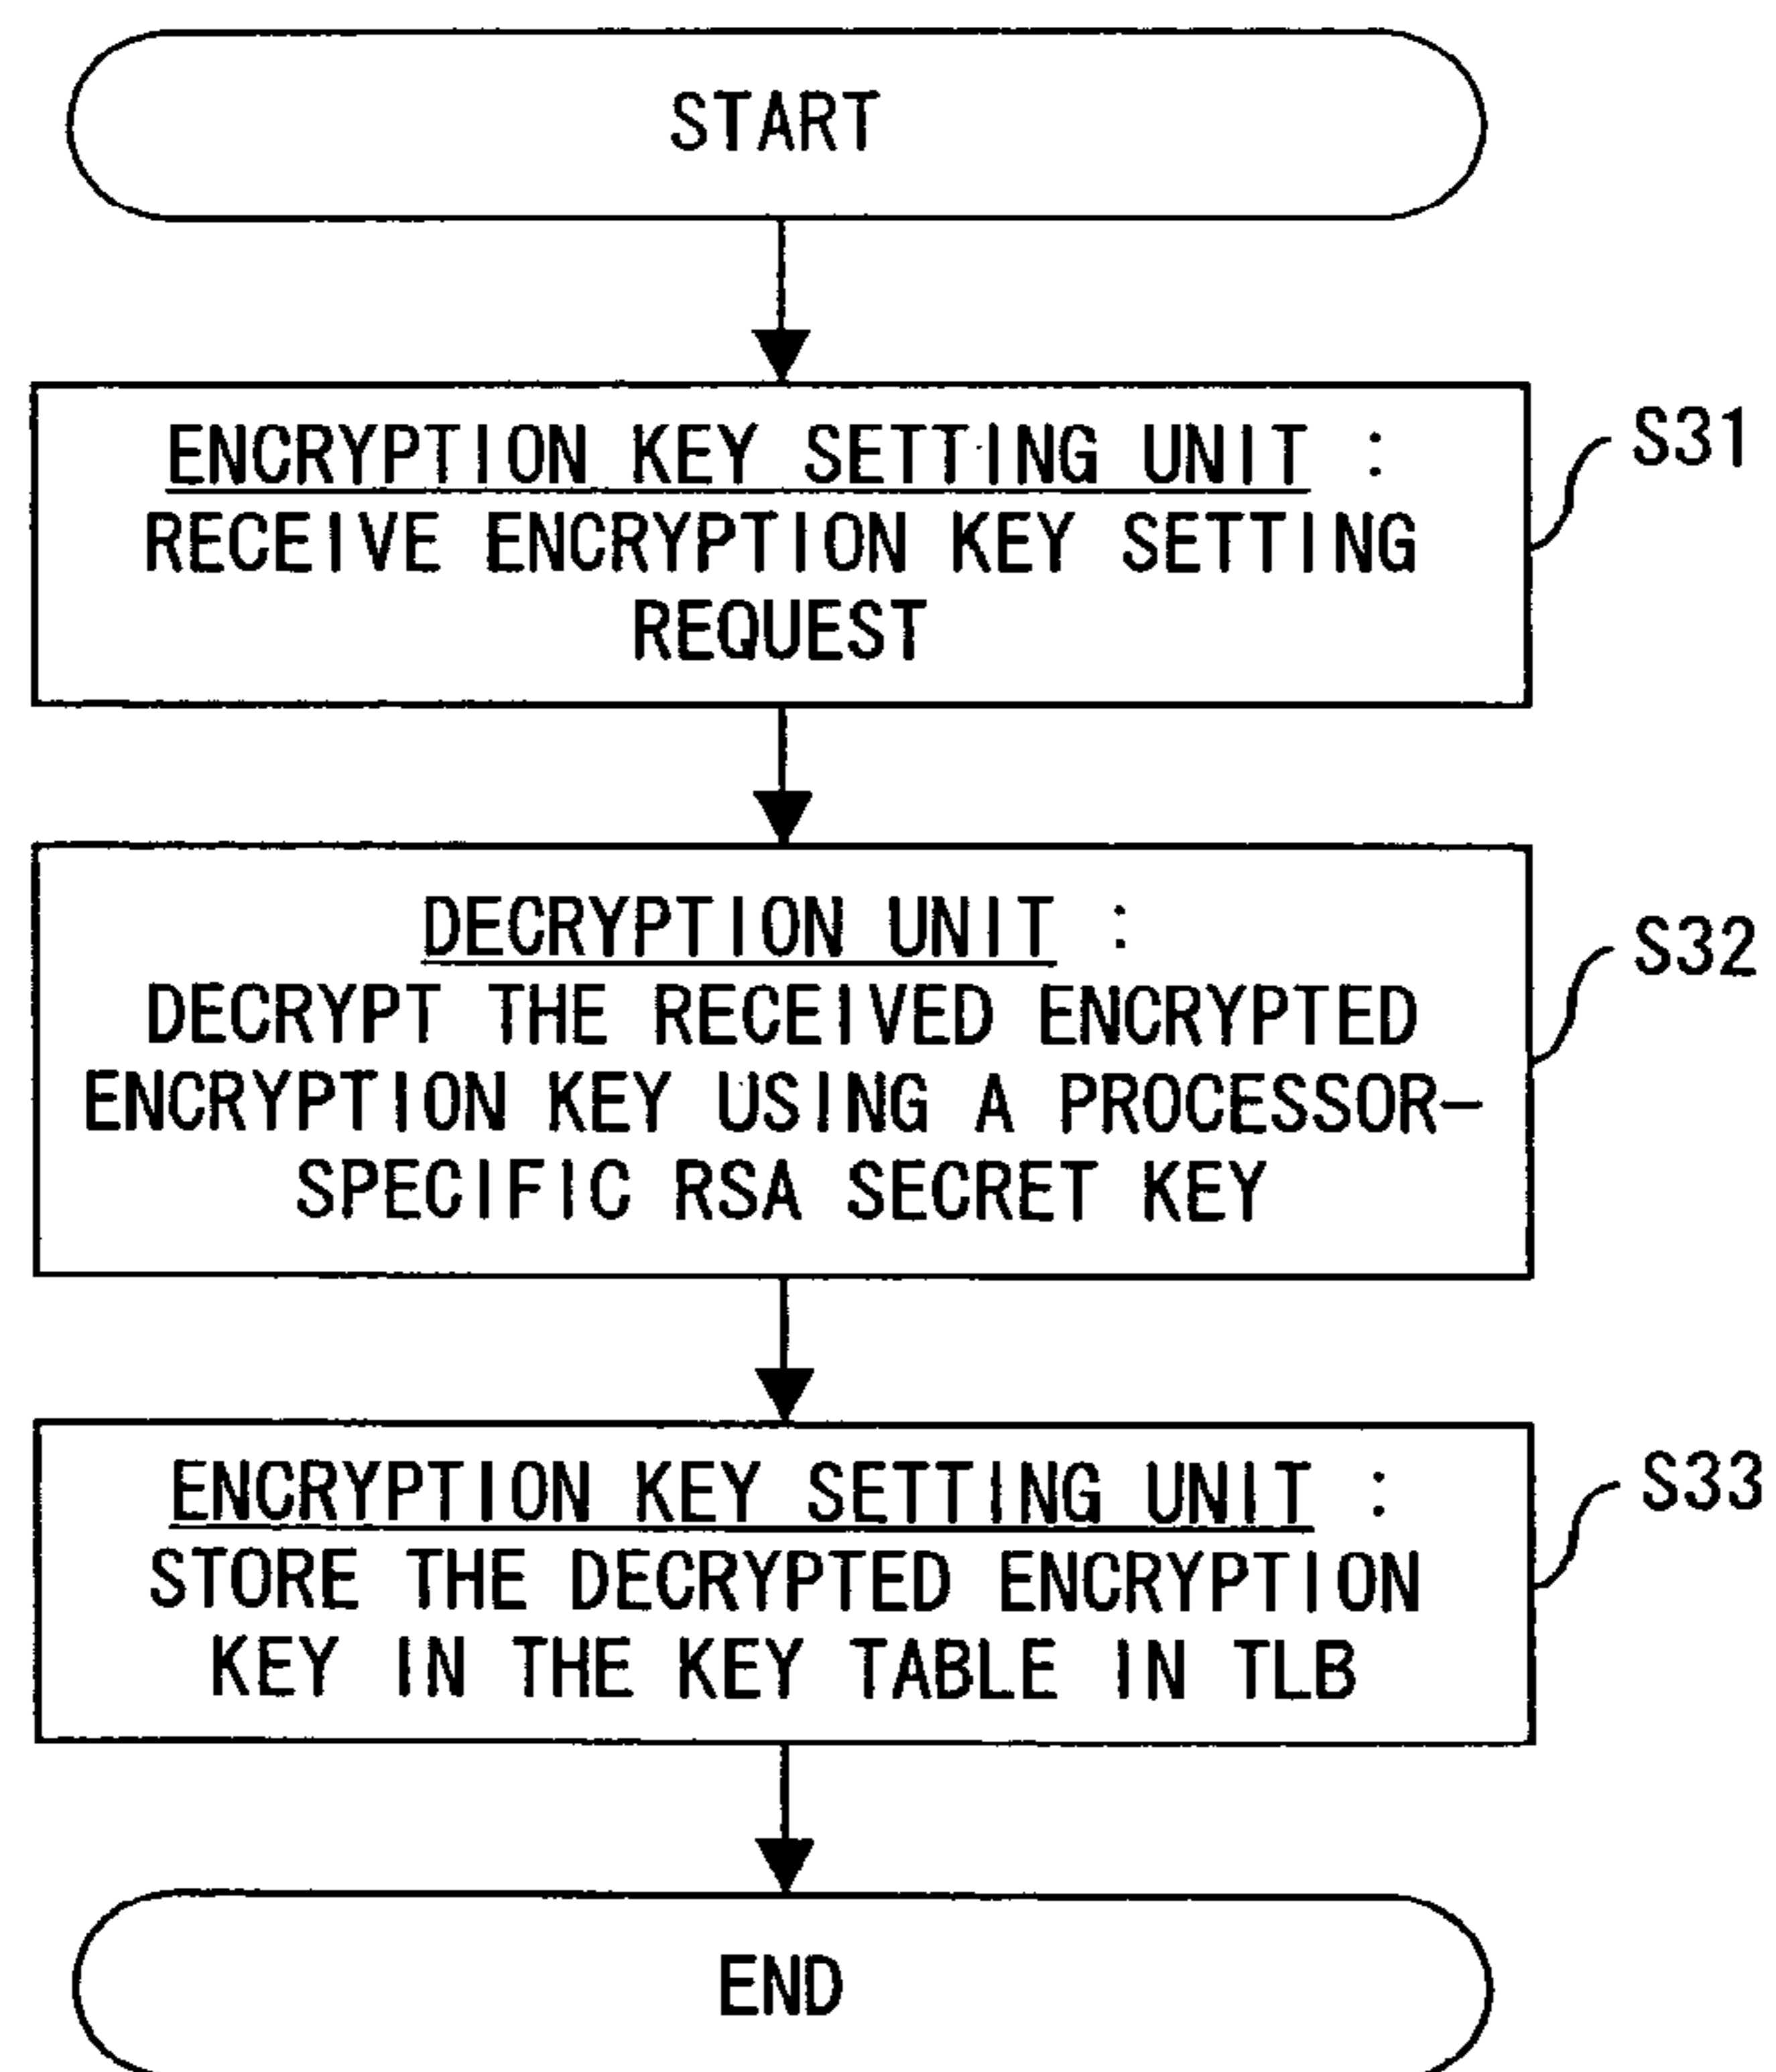 START
ENCRYPTION KEY SETTING UNIT :
RECEIVE ENCRYPTION KEY SETTING
REQUEST
S31
DECRYPTION UNIT :
DECRYPT THE RECEIVED ENCRYPTED
ENCRYPTION KEY USING A PROCESSOR-
SPECIFIC RSA SECRET KEY
S32
ENCRYPTION KEY SETTING UNIT :
STORE THE DECRYPTED ENCRYPTION
KEY IN THE KEY TABLE IN TLB
S33
END